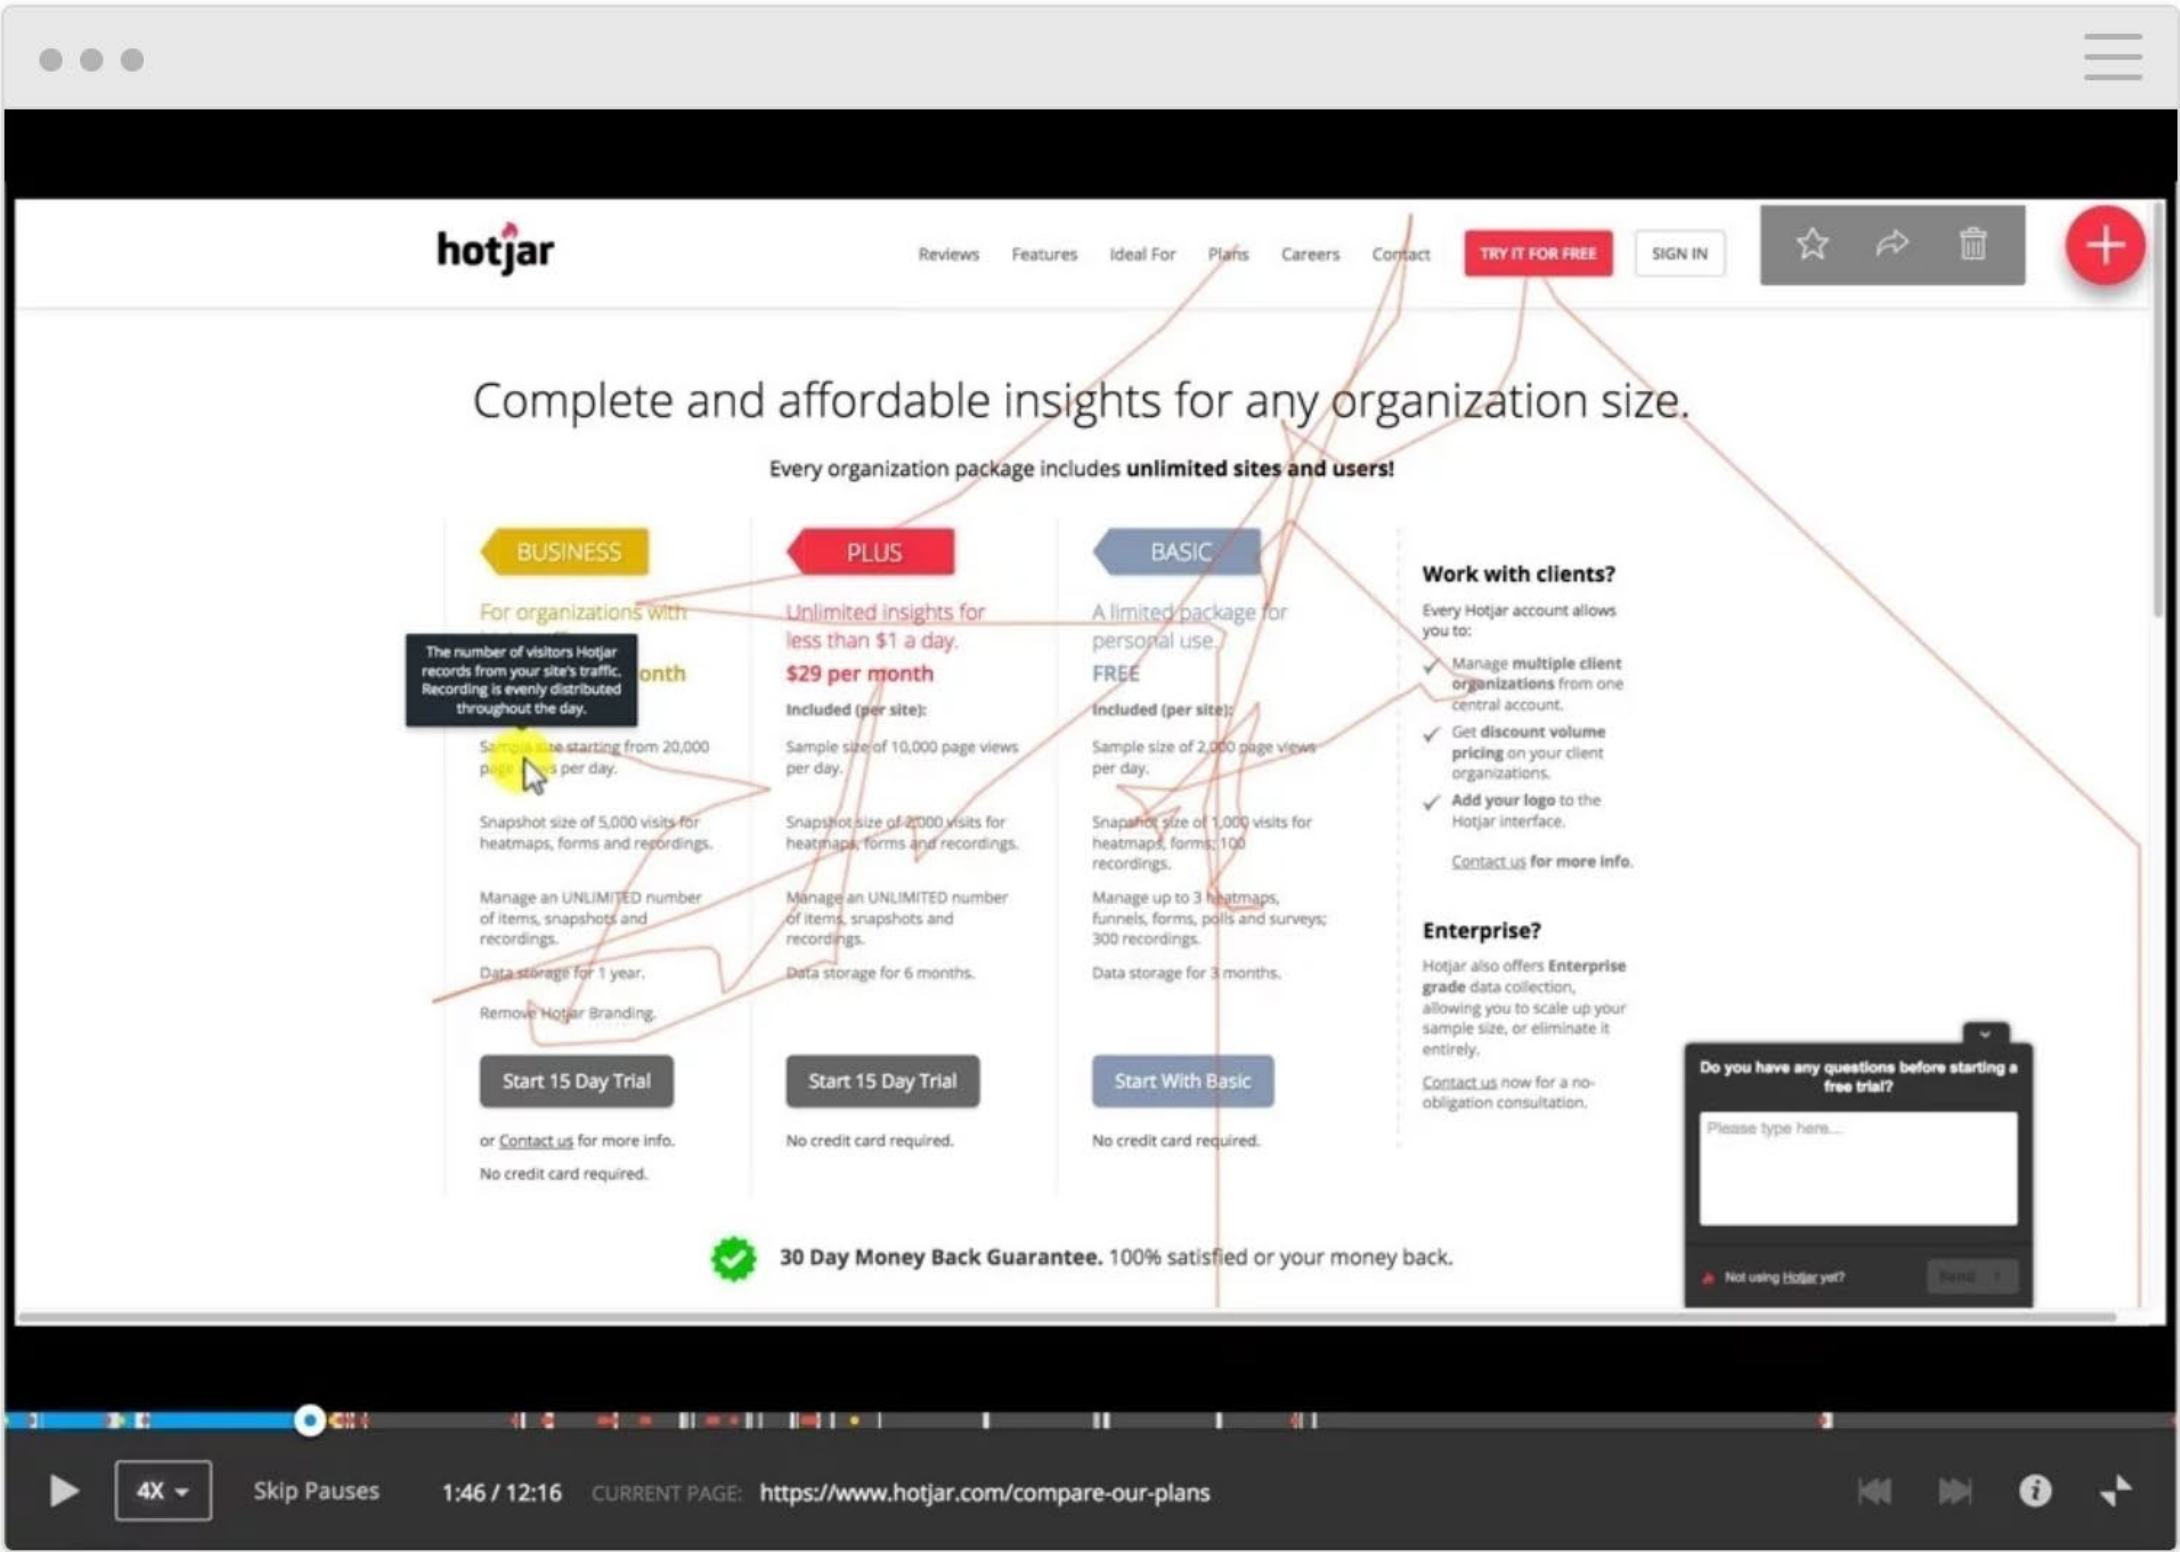 hotjar
Reviews Features Ideal For Plans Careers Contact TRY IT FOR FREE SIGN IN
Complete and affordable insights for any organization size.
Every organization package includes unlimited sites and users!
BUSINESS
For organizations with
onth
The number of visitors Hotjar
records from your site's traffic.
Recording is evenly distributed
throughout the day.
Sample size starting from 20,000
page views per day.
Snapshot size of 5,000 visits for
heatmaps, forms and recordings.
Manage an UNLIMITED number
of items, snapshots and
recordings.
Data storage for 1 year.
Remove Hotjar Branding.
Start 15 Day Trial
or Contact us for more info.
No credit card required.
PLUS
Unlimited insights for
less than $1 a day.
$29 per month
Included (per site):
Sample size of 10,000 page views
per day.
Snapshot size of 2,000 visits for
heatmaps, forms and recordings.
Manage an UNLIMITED number
of items, snapshots and
recordings.
Data storage for 6 months.
Start 15 Day Trial
No credit card required.
BASIC
A limited package for
personal use.
FREE
Included (per site):
Sample size of 2,000 page views
per day.
Snapshot size of 1,000 visits for
heatmaps, forms; 100
recordings.
Manage up to 3 heatmaps,
funnels, forms, polls and surveys;
300 recordings.
Data storage for 3 months.
Start With Basic
No credit card required.
Work with clients?
Every Hotjar account allows
you to:
Manage multiple client
organizations from one
central account.
Get discount volume
pricing on your client
organizations.
Add your logo to the
Hotjar interface.
Contact us for more info.
Enterprise?
Hotjar also offers Enterprise
grade data collection,
allowing you to scale up your
sample size, or eliminate it
entirely.
Contact us now for a no-
obligation consultation.
Do you have any questions before starting a
free trial?
Please type here...
Not using Hotjar yet?
Send
30 Day Money Back Guarantee. 100% satisfied or your money back.
4X Skip Pauses 1:46 / 12:16 CURRENT PAGE: https://www.hotjar.com/compare-our-plans